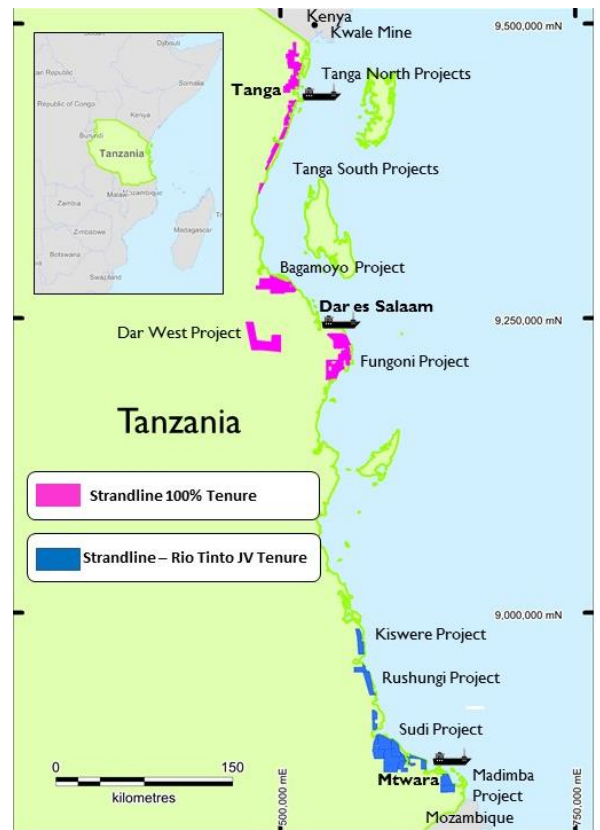 Kenya
Kwale Mine
9,500,000 mN
Tanga North Projects
Tanga
Tanga South Projects
Djibouti
Somalia
Republic of Congo
Kenya
Burundi
Tanzania
Mozambique
Zambia
Zimbabwe
Madagascar
Botswana
Swaziland
Bagamoyo Project
Dar es Salaam
9,250,000 mN
Dar West Project
Fungoni Project
Tanzania
Strandline 100% Tenure
Strandline – Rio Tinto JV Tenure
9,000,000 mN
Kiswere Project
Rushungi Project
Sudi Project
0
150
kilometres
Mtwara
Madimba
Project
Mozambique
500,000 mE
750,000 mE